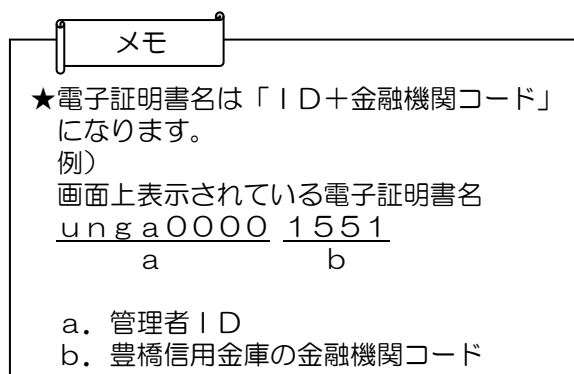 メモ
★電子証明書名は「ＩＤ＋金融機関コード」
になります。
例）
画面上表示されている電子証明書名
ｕｎｇａ００００ １５５１
ａ ｂ
ａ．管理者ＩＤ
ｂ．豊橋信用金庫の金融機関コード